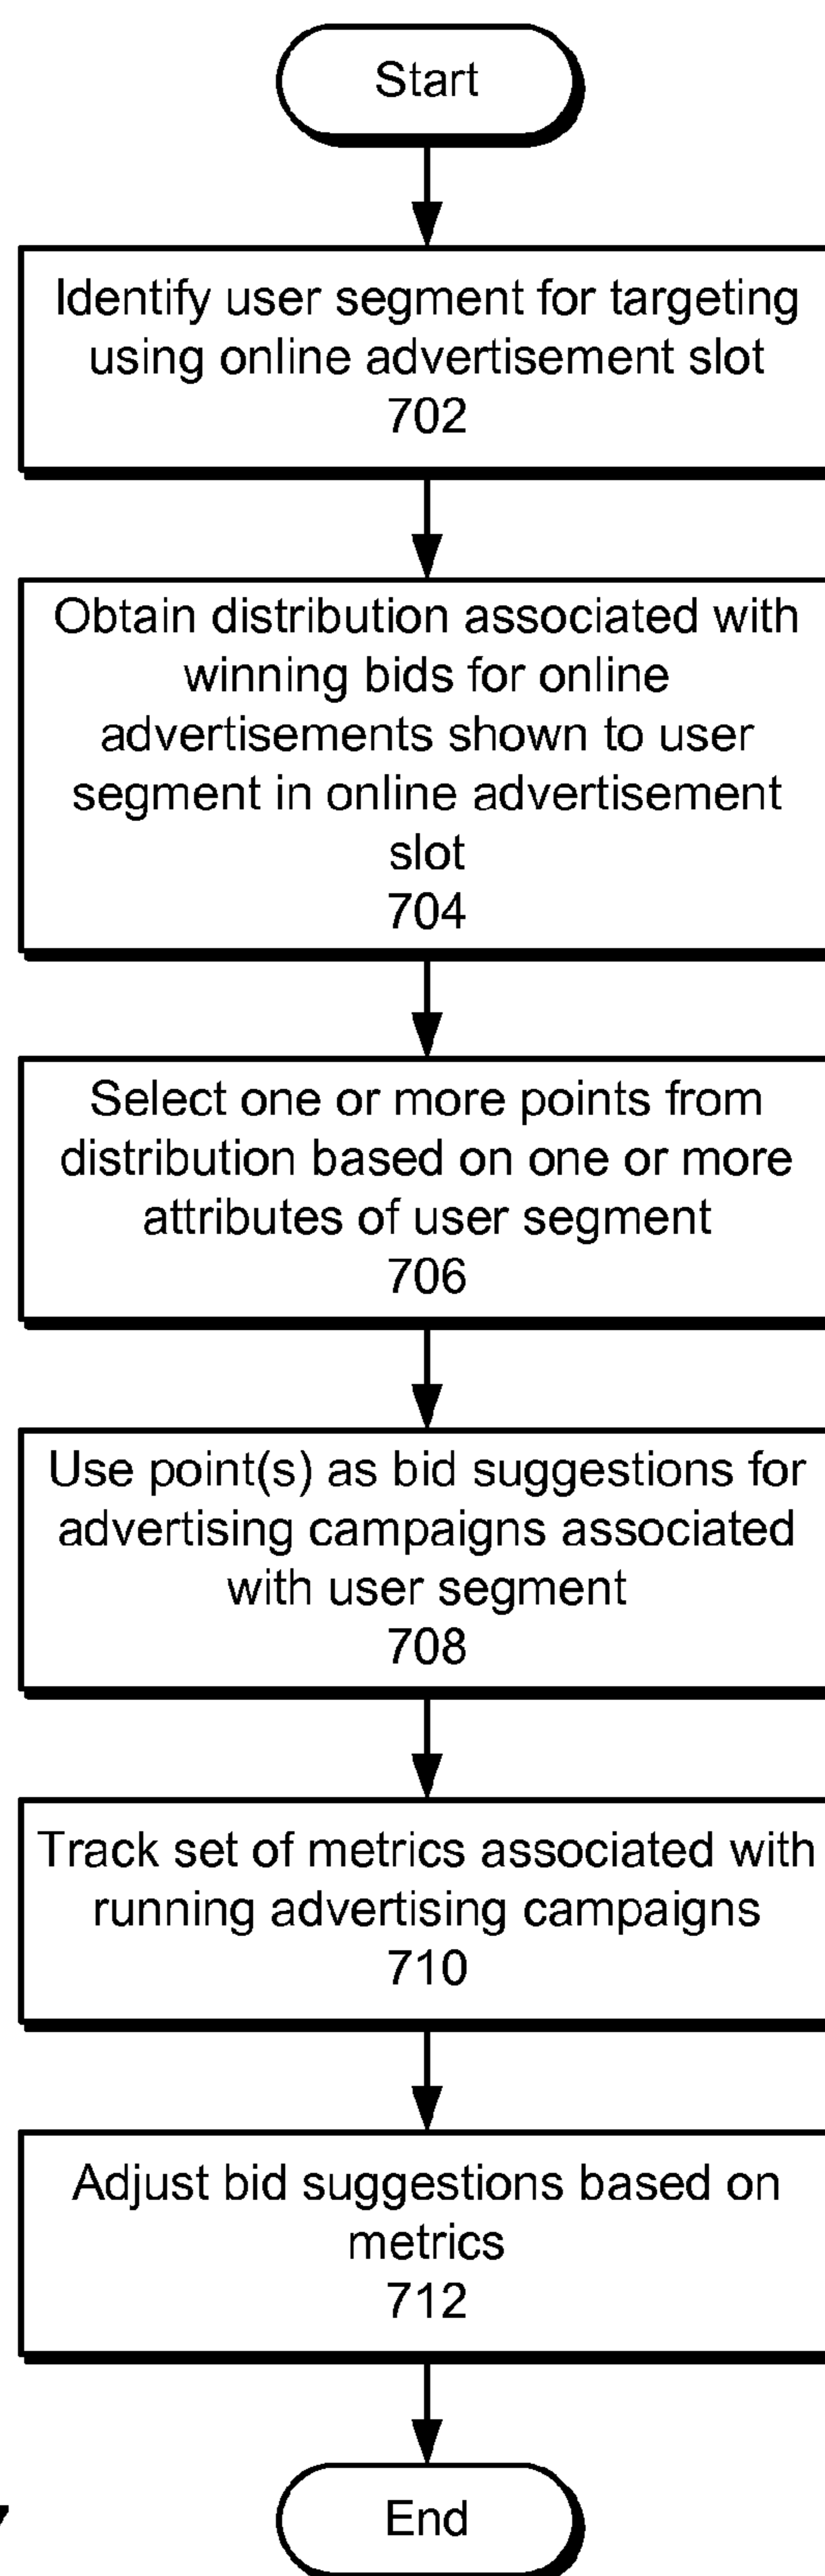 Start
Identify user segment for targeting
using online advertisement slot
702
Obtain distribution associated with
winning bids for online
advertisements shown to user
segment in online advertisement
slot
704
Select one or more points from
distribution based on one or more
attributes of user segment
706
Use point(s) as bid suggestions for
advertising campaigns associated
with user segment
708
Track set of metrics associated with
running advertising campaigns
710
Adjust bid suggestions based on
metrics
712
End